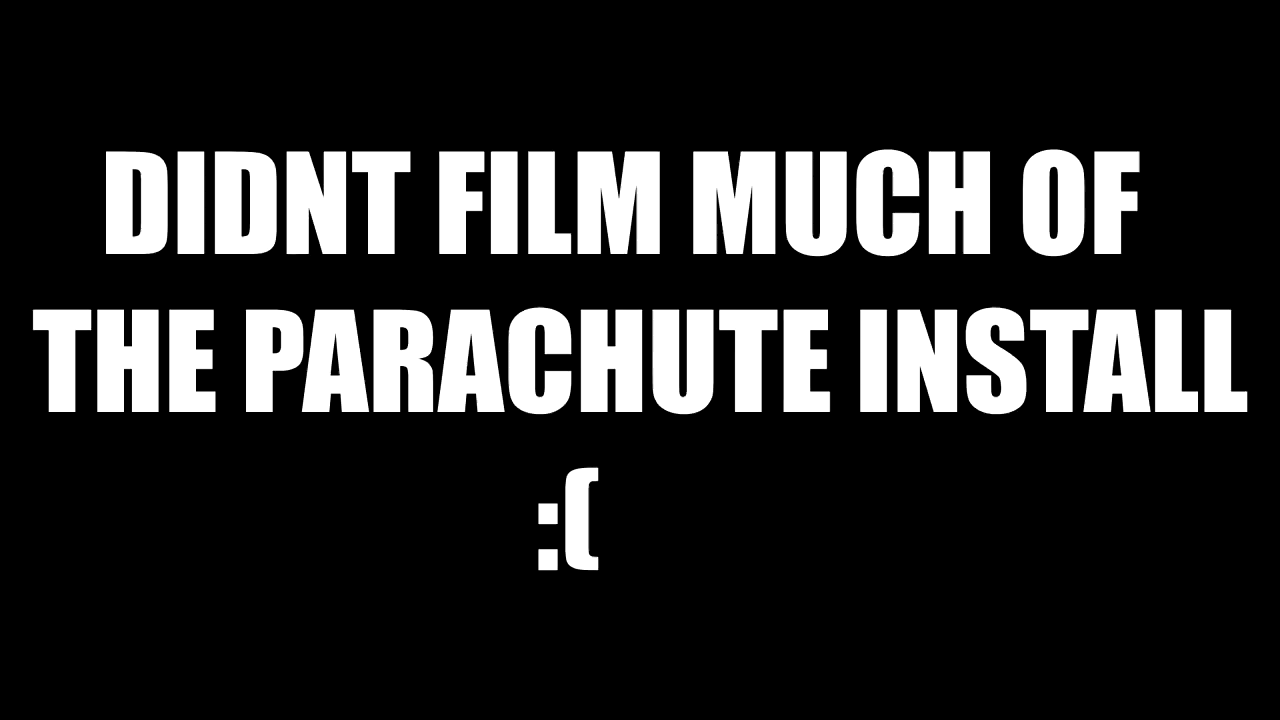 DIDNT FILM MUCH OF
THE PARACHUTE INSTALL
:(